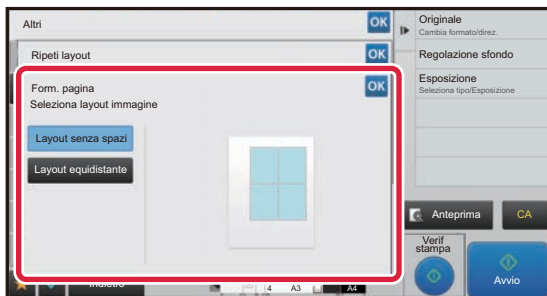 Altri
OK
Ripeti layout
OK
Form. pagina
OK
Seleziona layout immagine
Layout senza spazi
Layout equidistante
Originale
Cambia formato/direz.
Regolazione sfondo
Esposizione
Seleziona tipo/Esposizione
Anteprima
CA
Verif
stampa
Avvio
Indietro
4
A3
A4